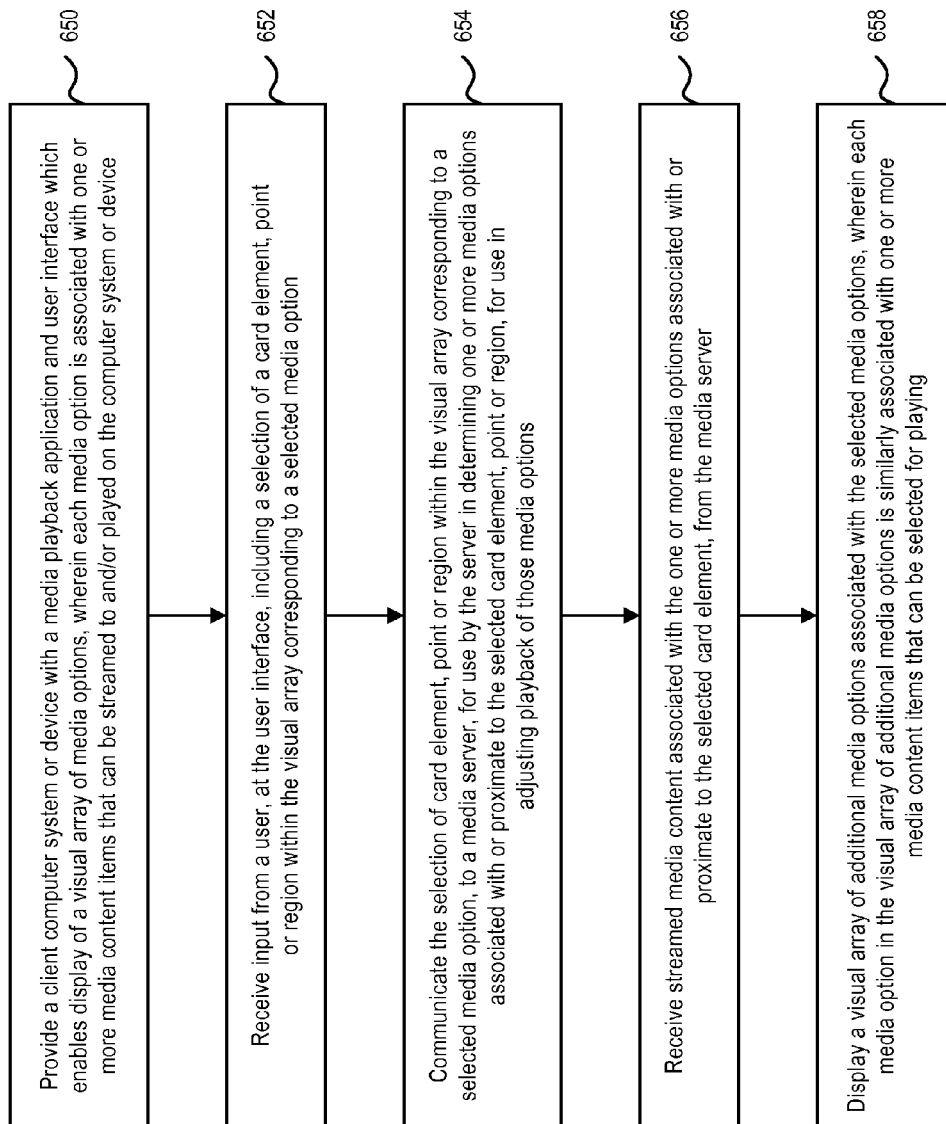 Provide a client computer system or device with a media playback application and user interface which
enables display of a visual array of media options, wherein each media option is associated with one or
more media content items that can be streamed to and/or played on the computer system or device
650
Receive input from a user, at the user interface, including a selection of a card element, point
or region within the visual array corresponding to a selected media option
652
Communicate the selection of card element, point or region within the visual array corresponding to a
selected media option, to a media server, for use by the server in determining one or more media options
associated with or proximate to the selected card element, point or region, for use in
adjusting playback of those media options
654
Receive streamed media content associated with the one or more media options associated with or
proximate to the selected card element, from the media server
656
Display a visual array of additional media options associated with the selected media options, wherein each
media option in the visual array of additional media options is similarly associated with one or more
media content items that can be selected for playing
658